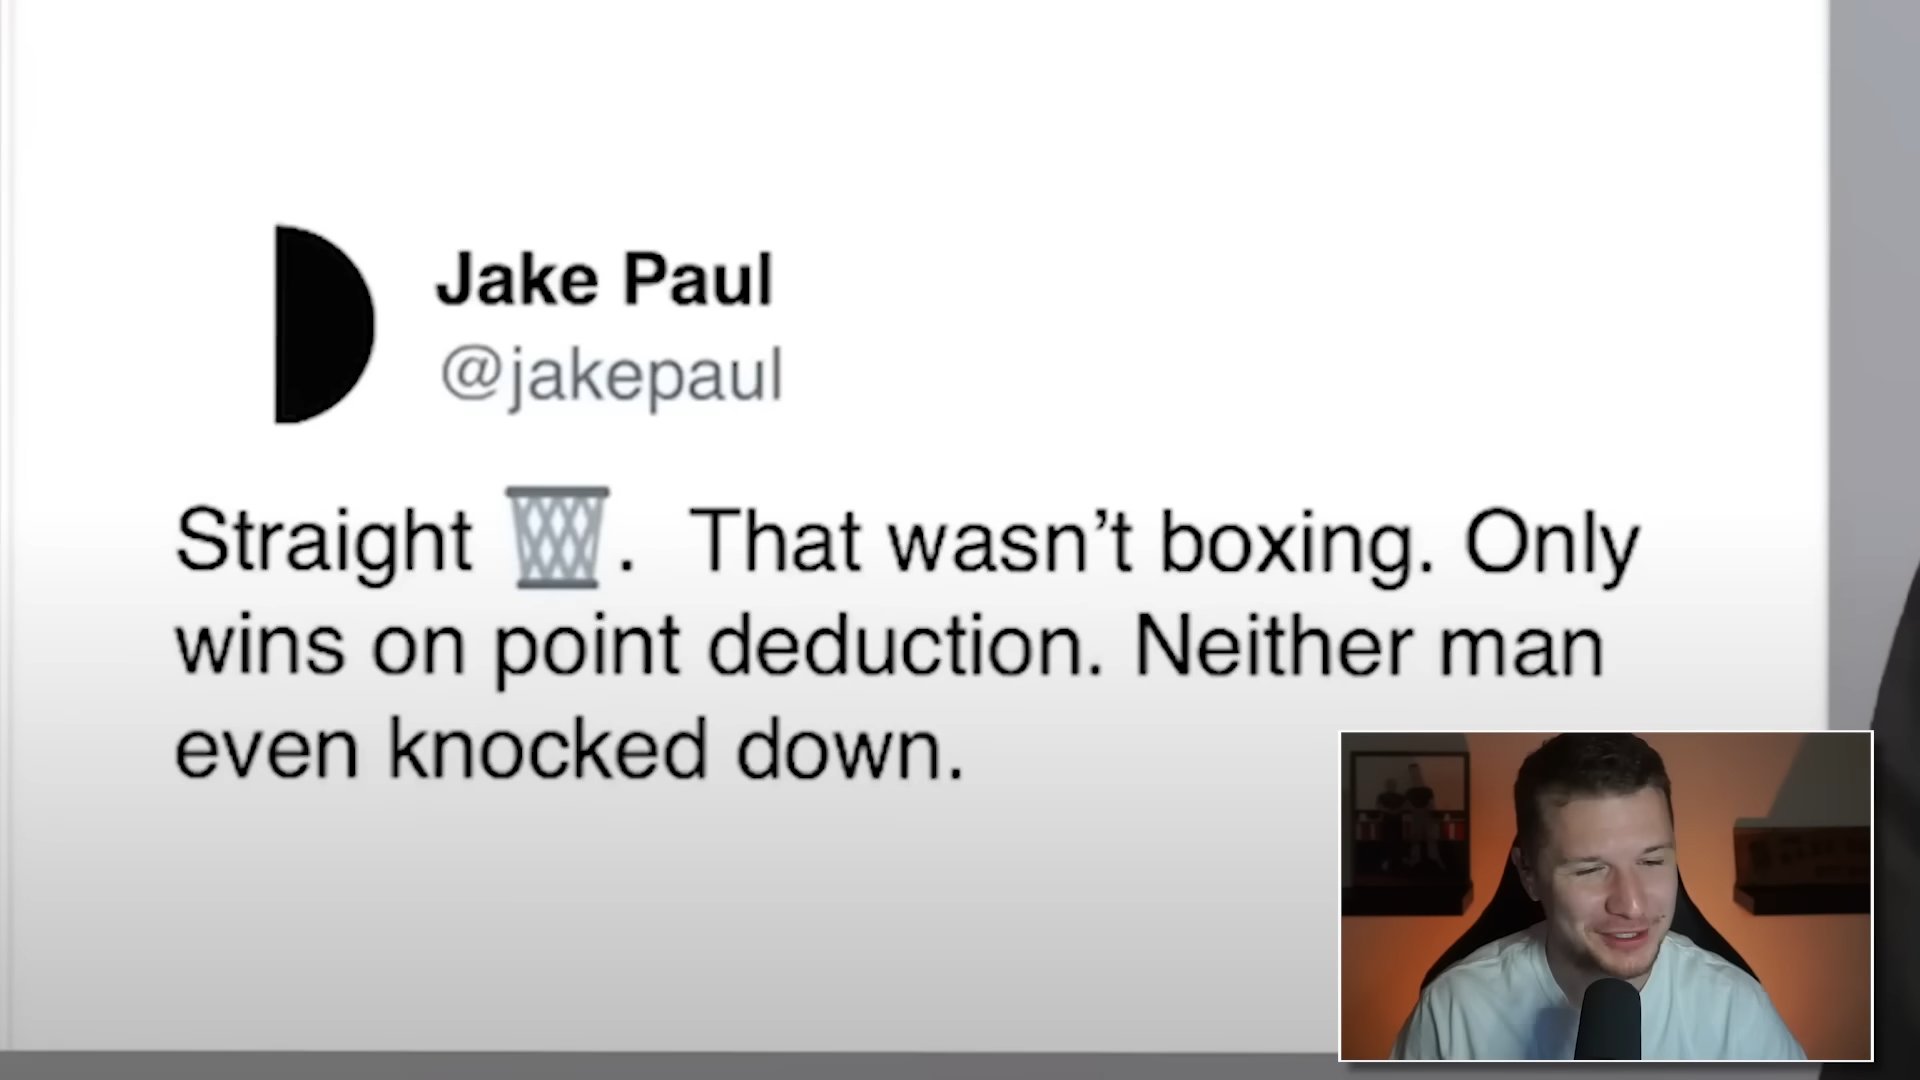 Jake Paul
@jakepaul
Straight 🗑️.  That wasn’t boxing. Only
wins on point deduction. Neither man
even knocked down.